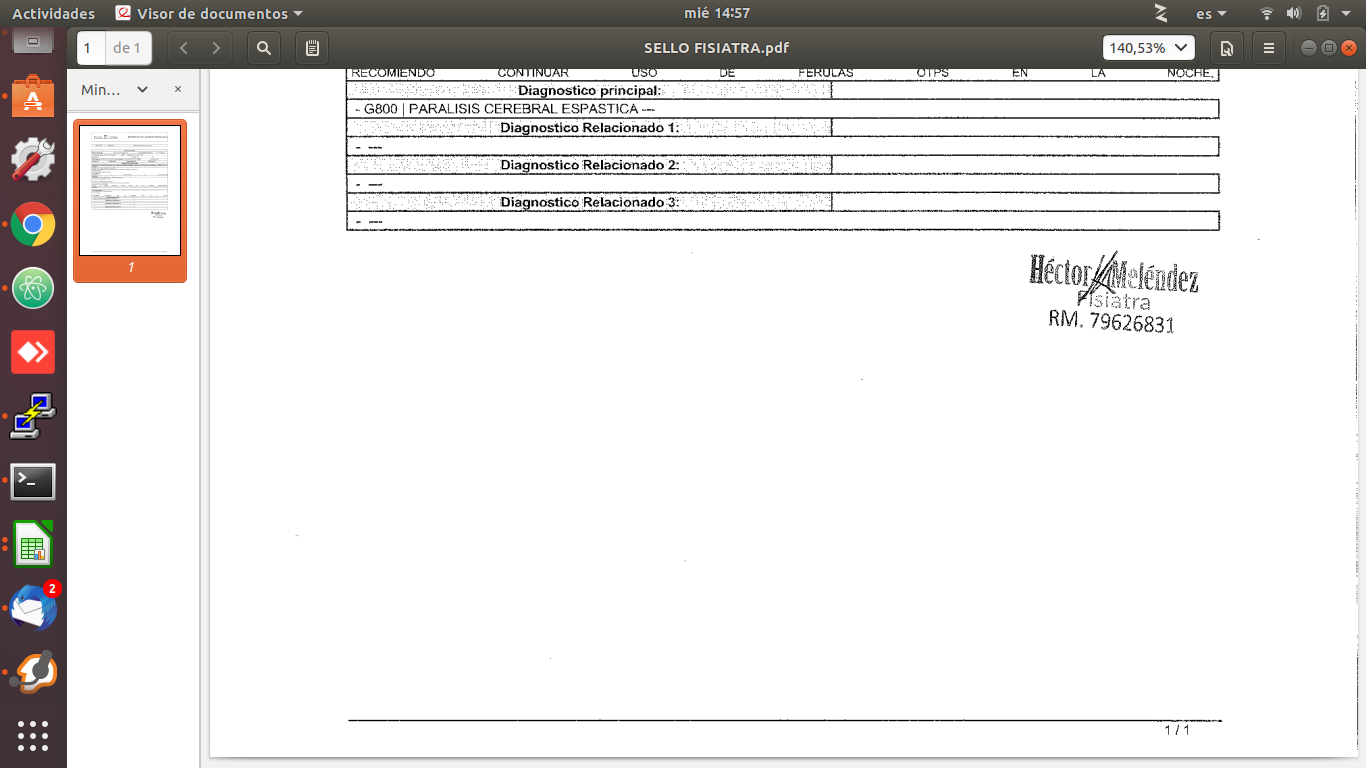 Actividades
Visor de documentos
mié 14:57
es
1 de 1
SELLO FISIATRA.pdf
140,53%
Min...
1
2
RECOMIENDO CONTINUAR USO DE FERULAS OTPS EN LA NOCHE.
Diagnostico principal:
- G800 | PARALISIS CEREBRAL ESPASTICA ---
Diagnostico Relacionado 1:
- ---
Diagnostico Relacionado 2:
- ---
Diagnostico Relacionado 3:
- ---
Héctor Meléndez
Fisiatra
RM. 79626831
1 / 1